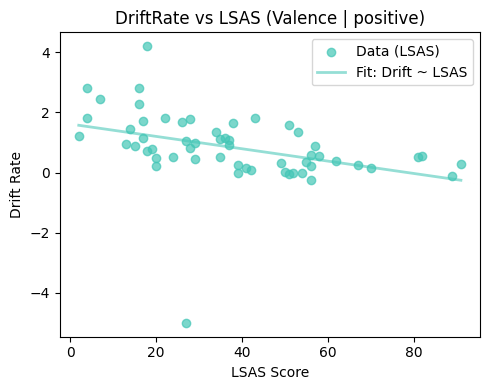 DriftRate vs LSAS (Valence | positive)
Data (LSAS)
Fit: Drift ~ LSAS
Drift Rate
4
2
0
−2
−4
0 20 40 60 80
LSAS Score